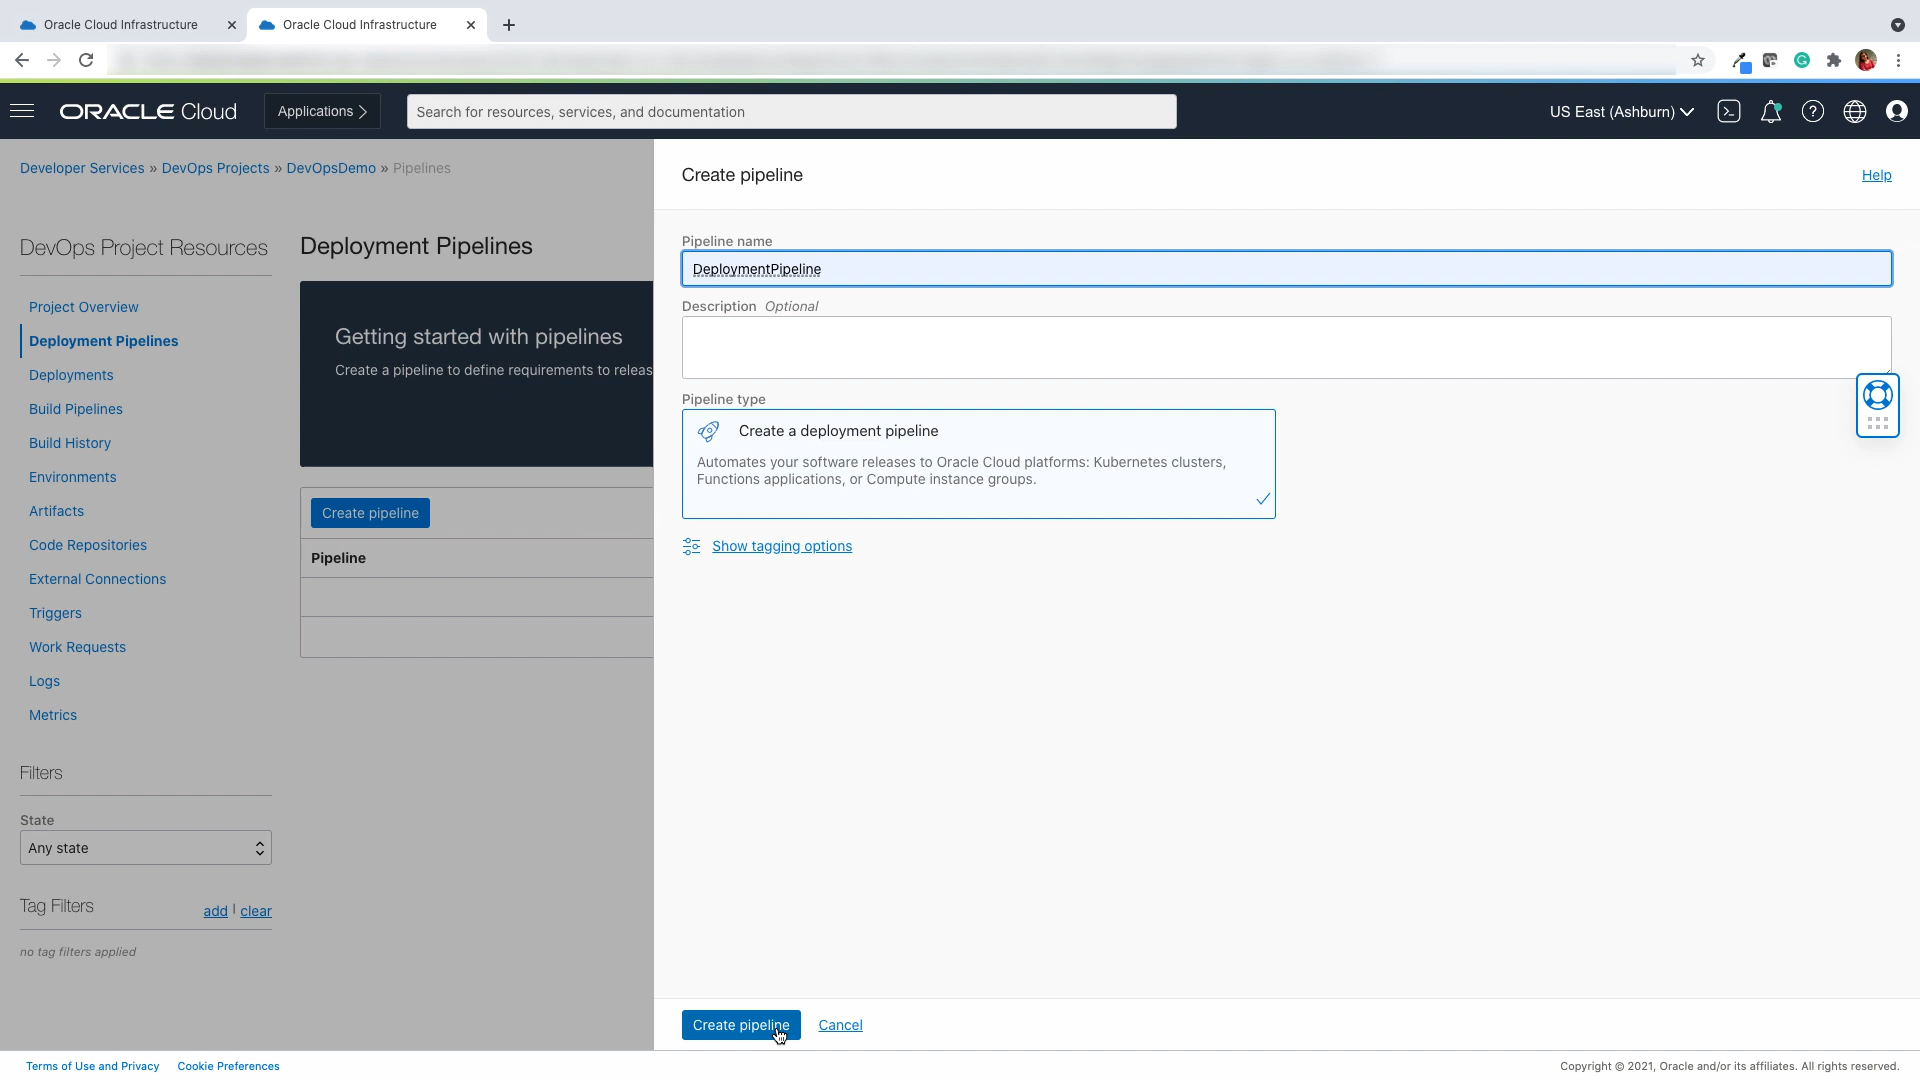 Oracle Cloud Infrastructure
Oracle Cloud Infrastructure
ORACLE Cloud
Applications
Search for resources, services, and documentation
US East (Ashburn)
Developer Services » DevOps Projects » DevOpsDemo » Pipelines
DevOps Project Resources
Project Overview
Deployment Pipelines
Deployments
Build Pipelines
Build History
Environments
Artifacts
Code Repositories
External Connections
Triggers
Work Requests
Logs
Metrics
Filters
State
Any state
Tag Filters
add | clear
no tag filters applied
Deployment Pipelines
Getting started with pipelines
Create a pipeline to define requirements to releas
Create pipeline
Pipeline
Create pipeline
Help
Pipeline name
DeploymentPipeline
Description Optional
Pipeline type
Create a deployment pipeline
Automates your software releases to Oracle Cloud platforms: Kubernetes clusters,
Functions applications, or Compute instance groups.
Show tagging options
Create pipeline
Cancel
Terms of Use and Privacy
Cookie Preferences
Copyright © 2021, Oracle and/or its affiliates. All rights reserved.